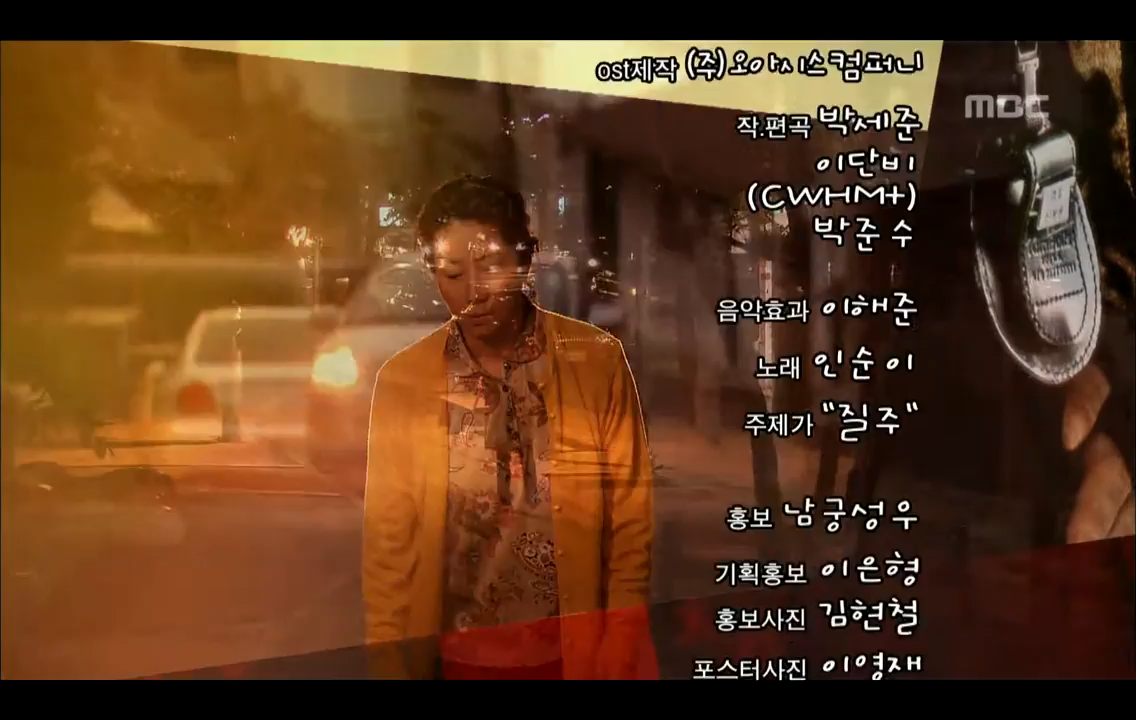 ost제작 (주)오아시스컴퍼니
MBC
작.편곡 박세준
이단비
(CWHM+)
박준수
음악효과 이해준
노래 인순이
주제가 "질주"
홍보 남궁성우
기획홍보 이은형
홍보사진 김현철
포스터사진 이영재